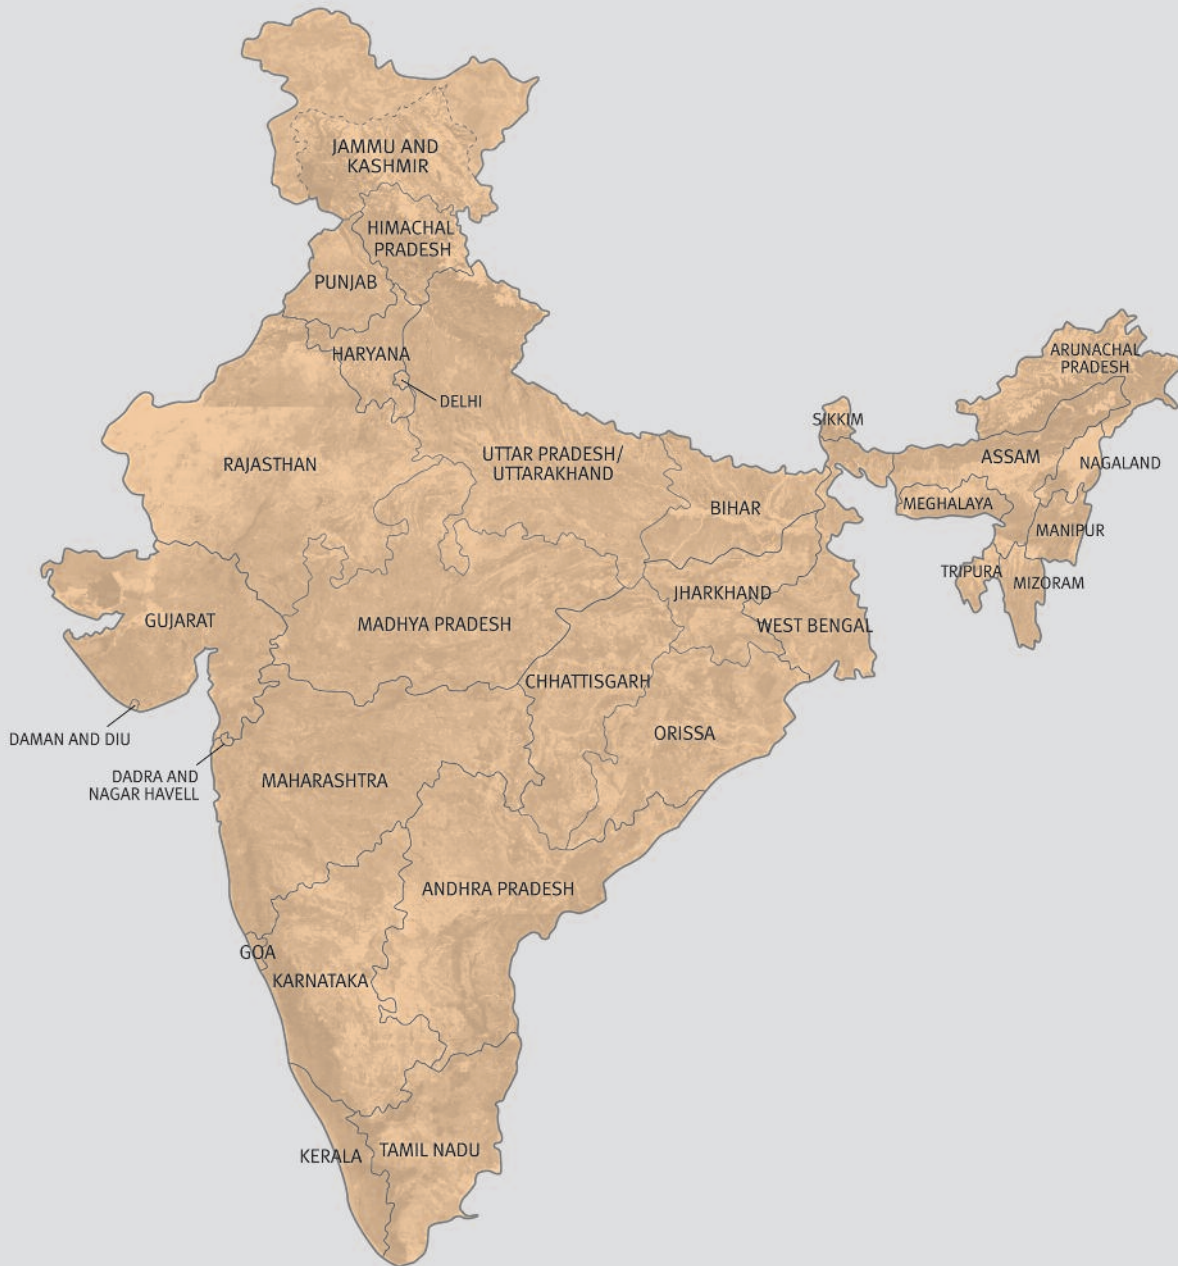 JAMMU AND
KASHMIR
HIMACHAL
PRADESH
PUNJAB
HARYANA
DELHI
ARUNACHAL
PRADESH
SIKKIM
RAJASTHAN
UTTAR PRADESH/
UTTARAKHAND
ASSAM
NAGALAND
BIHAR
MEGHALAYA
MANIPUR
TRIPURA
MIZORAM
JHARKHAND
GUJARAT
MADHYA PRADESH
WEST BENGAL
CHHATTISGARH
DAMAN AND DIU
ORISSA
DADRA AND
NAGAR HAVELL
MAHARASHTRA
ANDHRA PRADESH
GOA
KARNATAKA
KERALA
TAMIL NADU